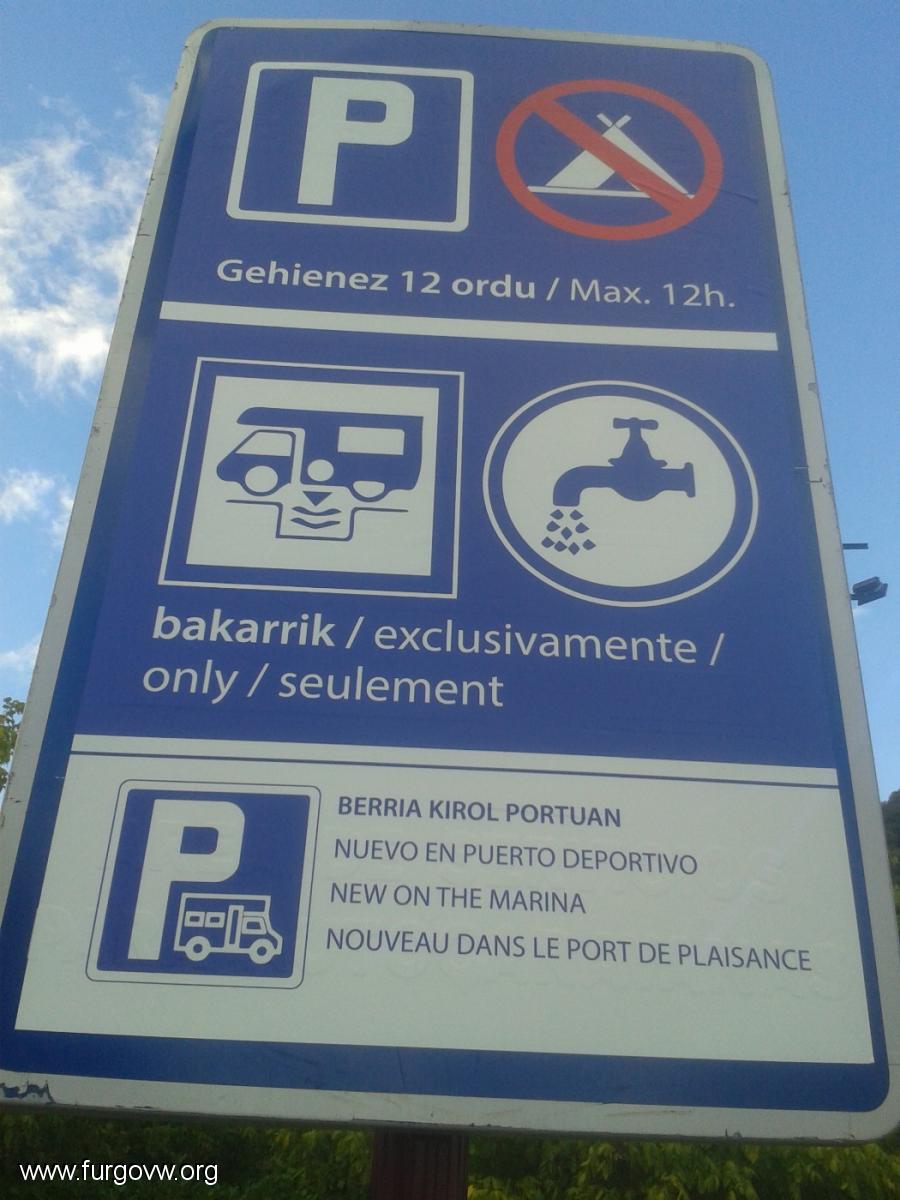 P
Gehienez 12 ordu / Max. 12h.
bakarrik / exclusivamente /
only / seulement
P
BERRIA KIROL PORTUAN
NUEVO EN PUERTO DEPORTIVO
NEW ON THE MARINA
NOUVEAU DANS LE PORT DE PLAISANCE
www.furgovw.org